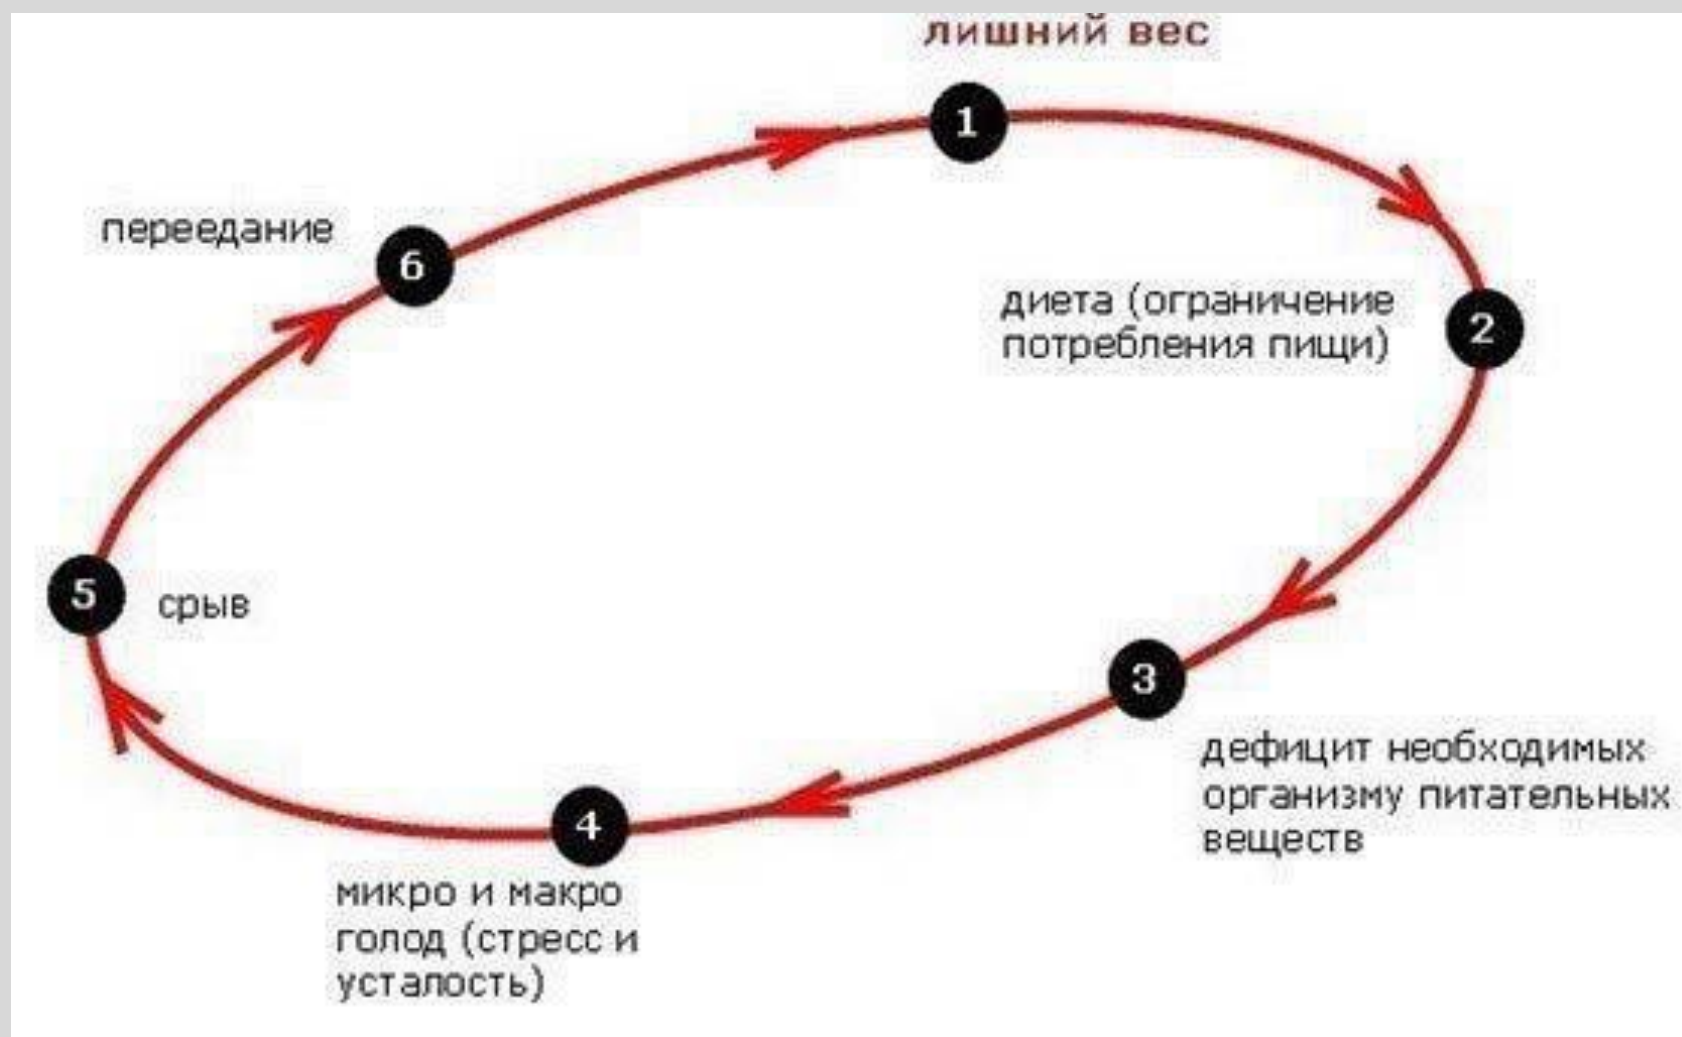 лишний вес
1
2
диета (ограничение
потребления пищи)
3
дефицит необходимых
организму питательных
веществ
4
микро и макро
голод (стресс и
усталость)
5
срыв
6
переедание